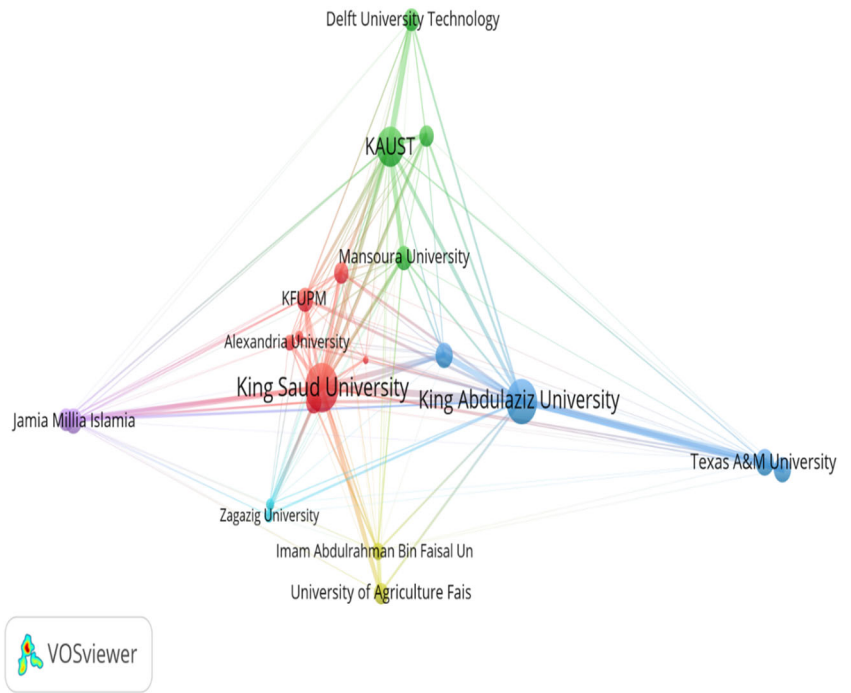 Delft University Technology
KAUST
Mansoura University
KFUPM
Alexandria University
King Saud University
King Abdulaziz University
Jamia Millia Islamia
Texas A&M University
Zagazig University
Imam Abdulrahman Bin Faisal Un
University of Agriculture Fais
VOSviewer